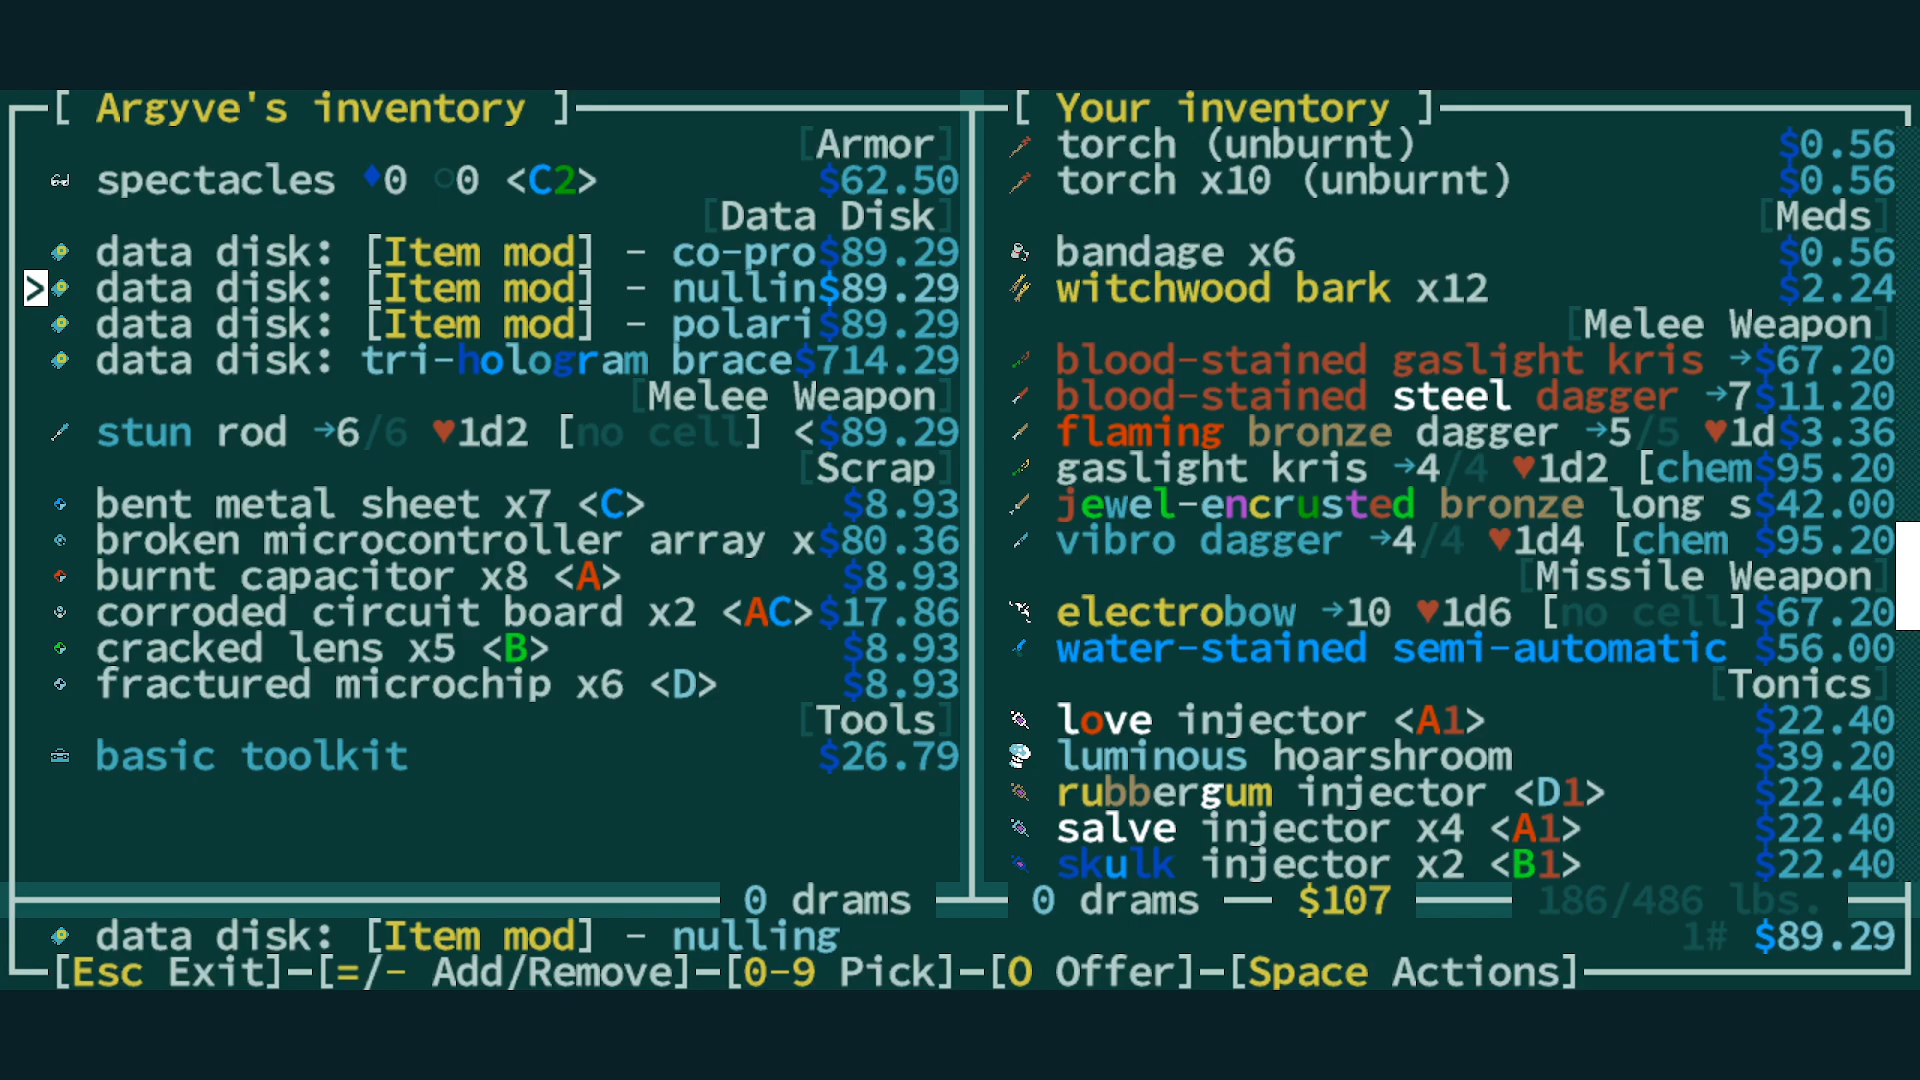 [ Argyve's inventory ]
[Armor]
spectacles ♦0 ○0 <C2> $62.50
[Data Disk]
data disk: [Item mod] - co-pro$89.29
> data disk: [Item mod] - nullin$89.29
data disk: [Item mod] - polari$89.29
data disk: tri-hologram brace$714.29
[Melee Weapon]
stun rod →6/6 ♥1d2 [no cell] <$89.29
[Scrap]
bent metal sheet x7 <C> $8.93
broken microcontroller array x$80.36
burnt capacitor x8 <A> $8.93
corroded circuit board x2 <AC>$17.86
cracked lens x5 <B> $8.93
fractured microchip x6 <D> $8.93
[Tools]
basic toolkit $26.79
0 drams
[ Your inventory ]
torch (unburnt) $0.56
torch x10 (unburnt) $0.56
[Meds]
bandage x6 $0.56
witchwood bark x12 $2.24
[Melee Weapon]
blood-stained gaslight kris →$67.20
blood-stained steel dagger →7$11.20
flaming bronze dagger →5/5 ♥1d$3.36
gaslight kris →4/4 ♥1d2 [chem$95.20
jewel-encrusted bronze long s$42.00
vibro dagger →4/4 ♥1d4 [chem $95.20
[Missile Weapon]
electrobow →10 ♥1d6 [no cell]$67.20
water-stained semi-automatic $56.00
[Tonics]
love injector <A1> $22.40
luminous hoarshroom $39.20
rubbergum injector <D1> $22.40
salve injector x4 <A1> $22.40
skulk injector x2 <B1> $22.40
0 drams — $107 186/486 lbs.
data disk: [Item mod] - nulling 1# $89.29
[Esc Exit]-[=/- Add/Remove]-[0-9 Pick]-[O Offer]-[Space Actions]